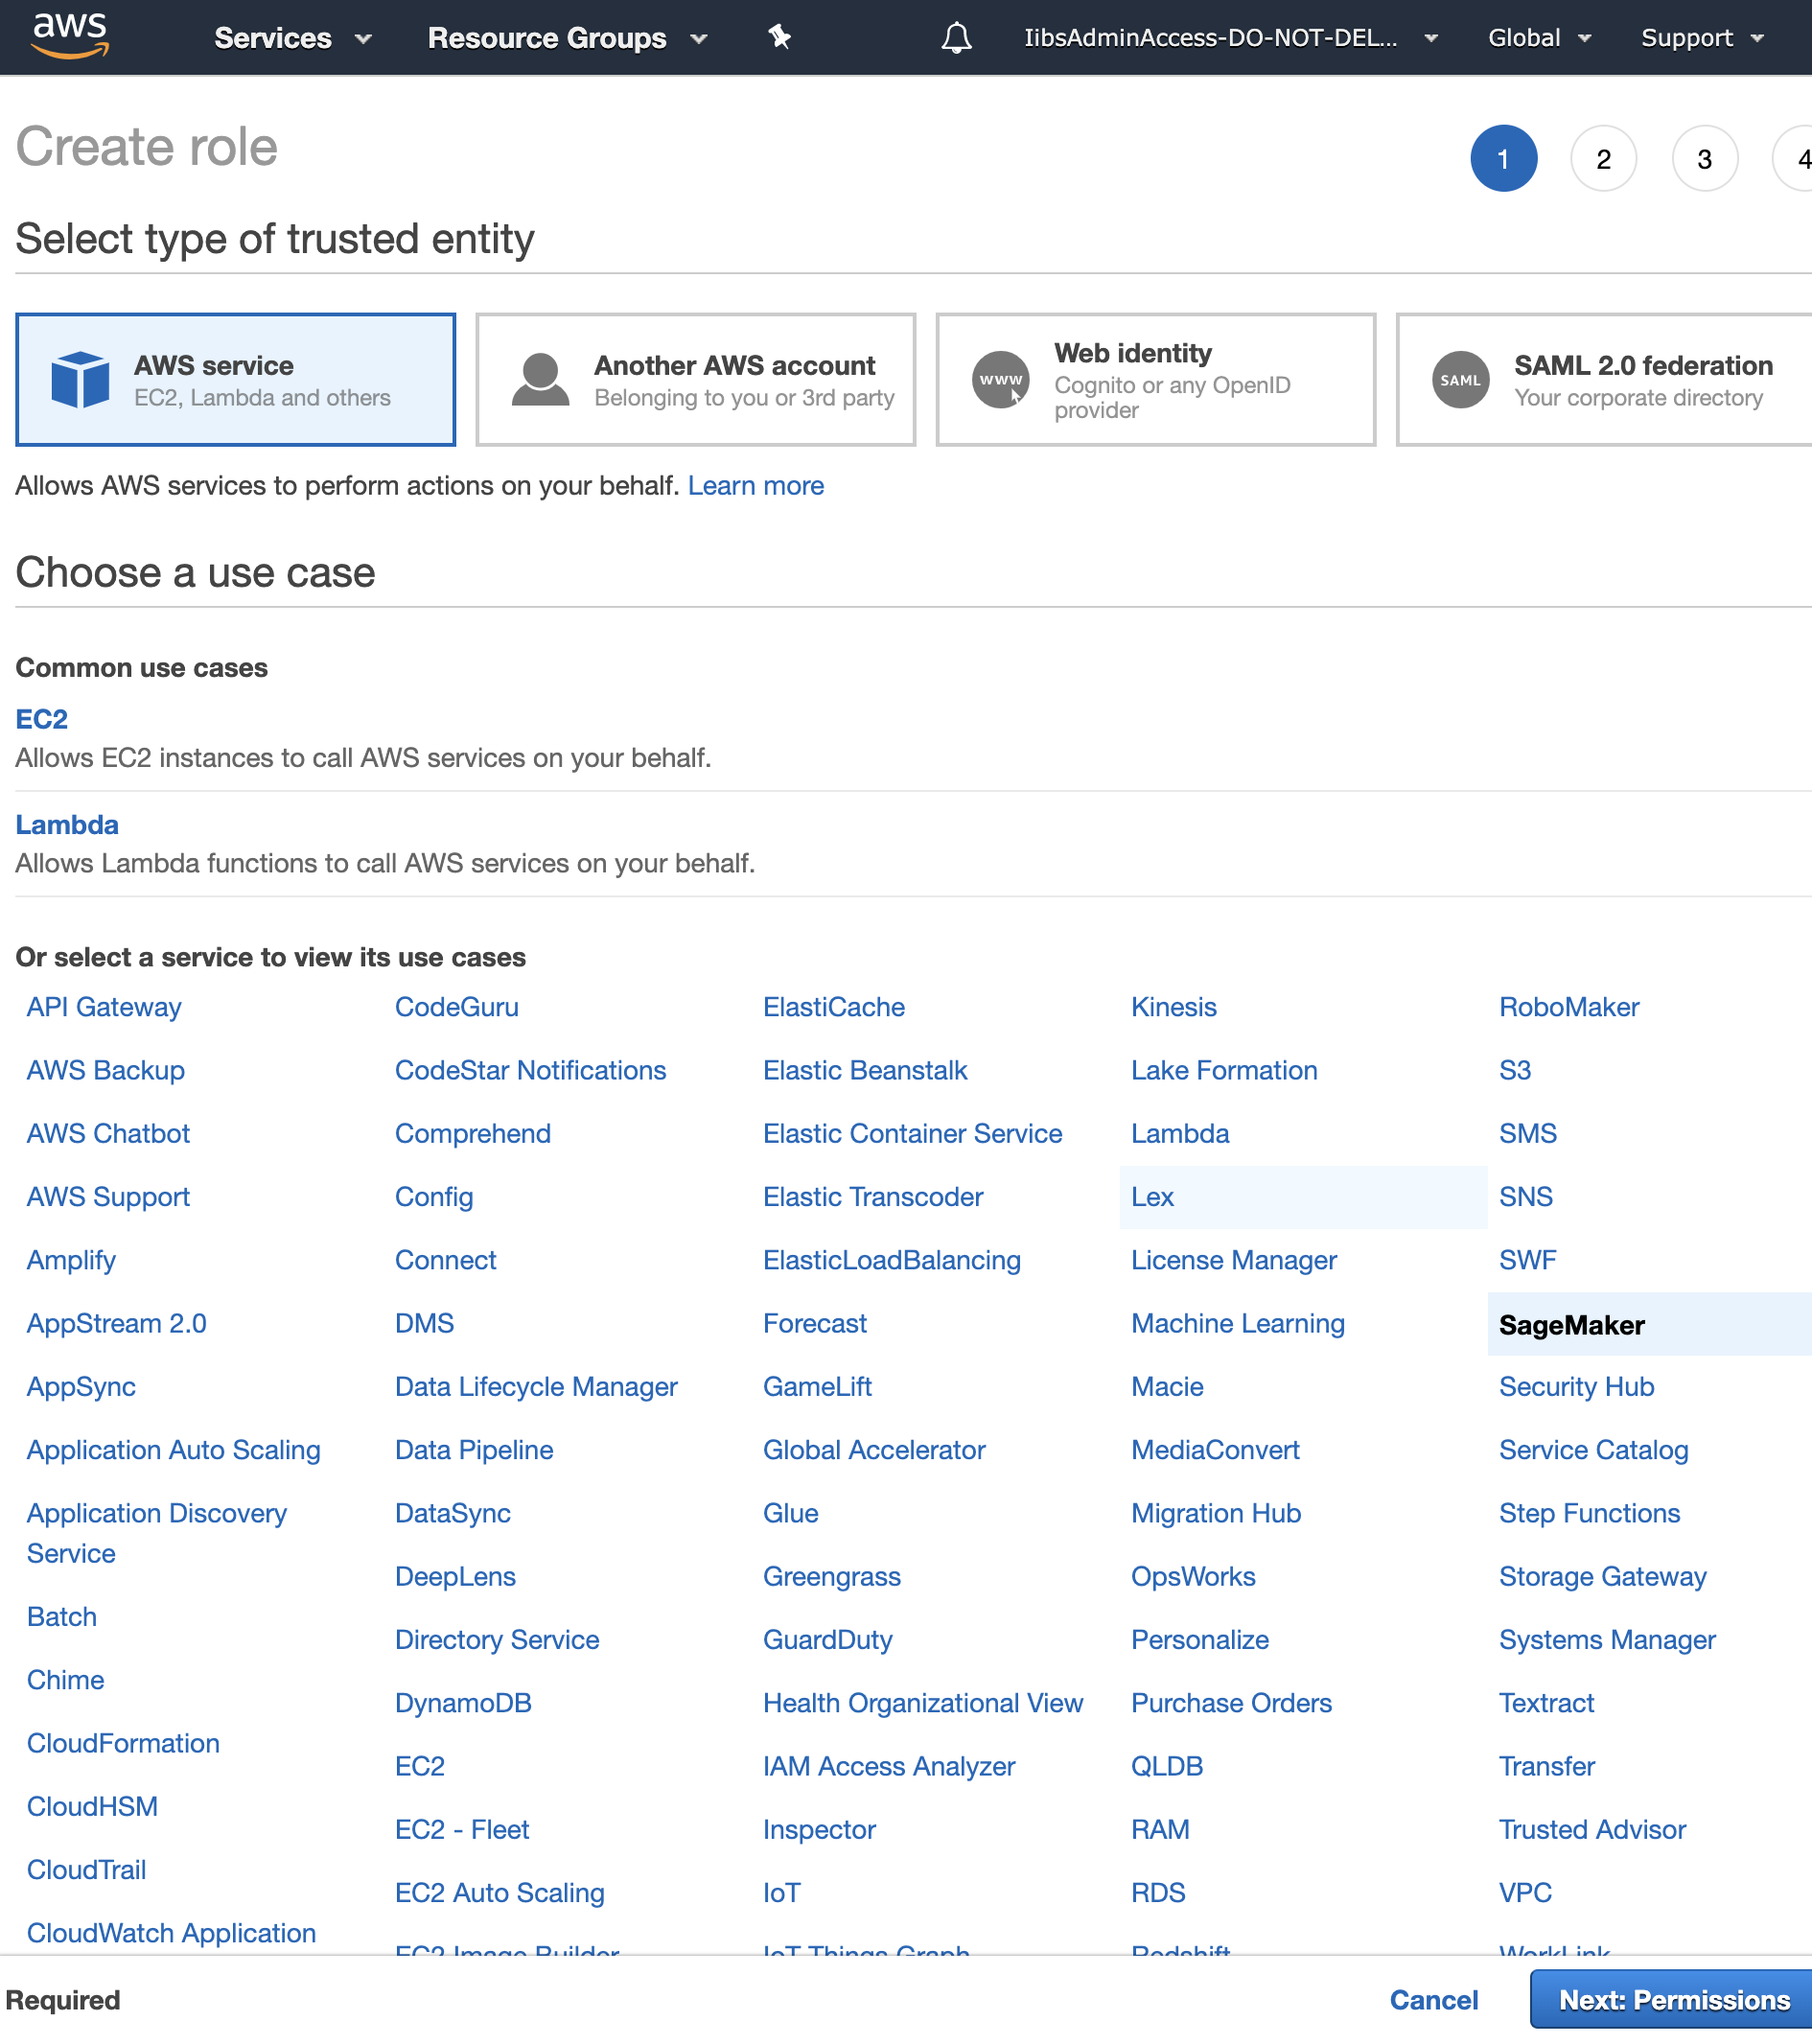 aws Services Resource Groups IibsAdminAccess-DO-NOT-DEL... Global Support
Create role
1 2 3 4
Select type of trusted entity
AWS service
EC2, Lambda and others
Another AWS account
Belonging to you or 3rd party
www
Web identity
Cognito or any OpenID
provider
SAML
SAML 2.0 federation
Your corporate directory
Allows AWS services to perform actions on your behalf. Learn more
Choose a use case
Common use cases
EC2
Allows EC2 instances to call AWS services on your behalf.
Lambda
Allows Lambda functions to call AWS services on your behalf.
Or select a service to view its use cases
API Gateway
AWS Backup
AWS Chatbot
AWS Support
Amplify
AppStream 2.0
AppSync
Application Auto Scaling
Application Discovery
Service
Batch
Chime
CloudFormation
CloudHSM
CloudTrail
CloudWatch Application
CodeGuru
CodeStar Notifications
Comprehend
Config
Connect
DMS
Data Lifecycle Manager
Data Pipeline
DataSync
DeepLens
Directory Service
DynamoDB
EC2
EC2 - Fleet
EC2 Auto Scaling
EC2 Image Builder
ElastiCache
Elastic Beanstalk
Elastic Container Service
Elastic Transcoder
ElasticLoadBalancing
Forecast
GameLift
Global Accelerator
Glue
Greengrass
GuardDuty
Health Organizational View
IAM Access Analyzer
Inspector
IoT
IoT Things Graph
Kinesis
Lake Formation
Lambda
Lex
License Manager
Machine Learning
Macie
MediaConvert
Migration Hub
OpsWorks
Personalize
Purchase Orders
QLDB
RAM
RDS
Redshift
RoboMaker
S3
SMS
SNS
SWF
SageMaker
Security Hub
Service Catalog
Step Functions
Storage Gateway
Systems Manager
Textract
Transfer
Trusted Advisor
VPC
WorkLink
Required
Cancel
Next: Permissions